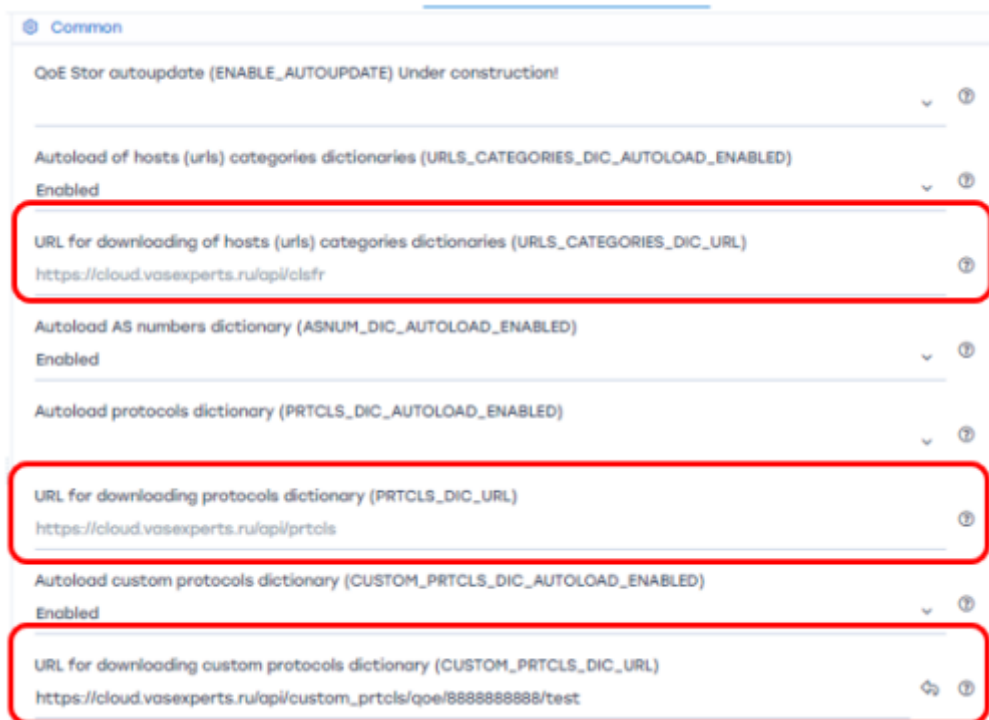 Common
QoE Stor autoupdate (ENABLE_AUTOUPDATE) Under construction!
Autoload of hosts (urls) categories dictionaries (URLS_CATEGORIES_DIC_AUTOLOAD_ENABLED)
Enabled
URL for downloading of hosts (urls) categories dictionaries (URLS_CATEGORIES_DIC_URL)
https://cloud.vasexperts.ru/api/clsfr
Autoload AS numbers dictionary (ASNUM_DIC_AUTOLOAD_ENABLED)
Enabled
Autoload protocols dictionary (PRTCLS_DIC_AUTOLOAD_ENABLED)
URL for downloading protocols dictionary (PRTCLS_DIC_URL)
https://cloud.vasexperts.ru/api/prtcls
Autoload custom protocols dictionary (CUSTOM_PRTCLS_DIC_AUTOLOAD_ENABLED)
Enabled
URL for downloading custom protocols dictionary (CUSTOM_PRTCLS_DIC_URL)
https://cloud.vasexperts.ru/api/custom_prtcls/qoe/8888888888/test